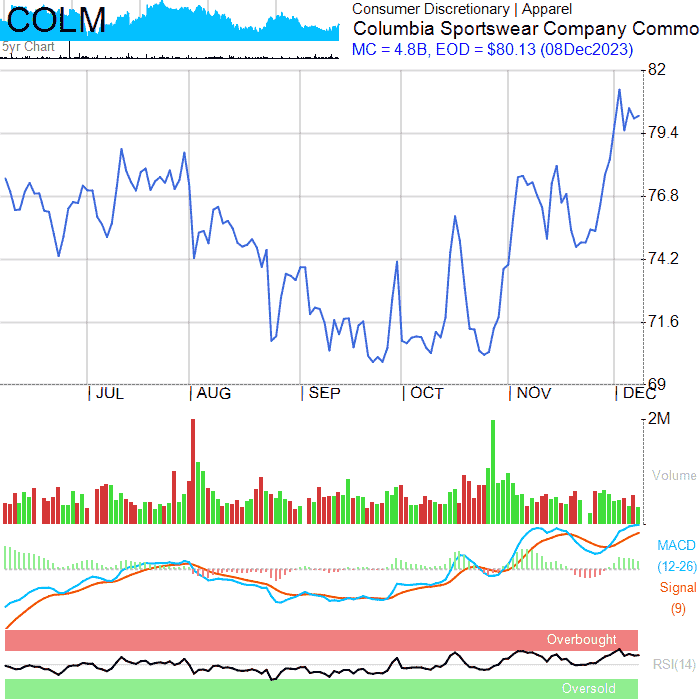 COLM
5yr Chart
Consumer Discretionary | Apparel
Columbia Sportswear Company Commo
MC = 4.8B, EOD = $80.13 (08Dec2023)
82
79.4
76.8
74.2
71.6
69
JUL AUG SEP OCT NOV DEC
2M
Volume
MACD
(12-26)
Signal
(9)
Overbought
RSI(14)
Oversold